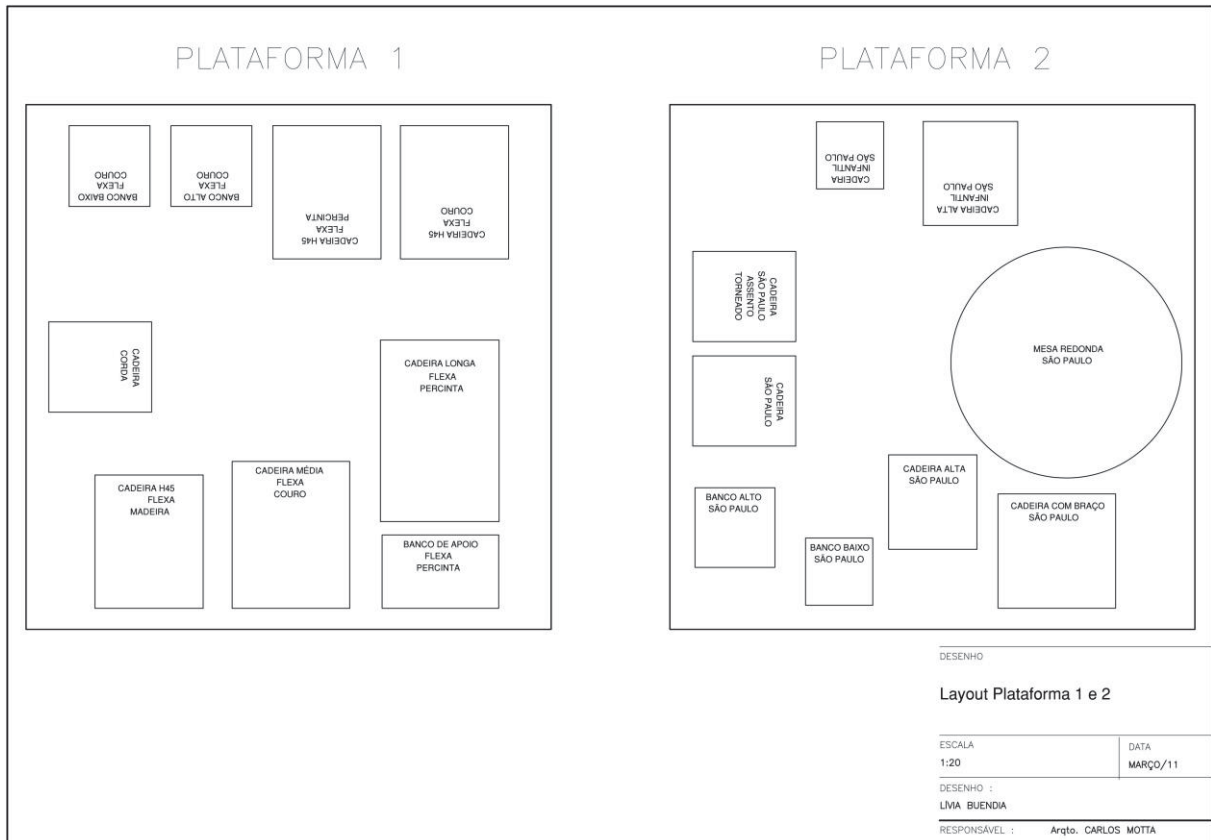 PLATAFORMA 1
BANCO BAIXO
FLEXA
COURO
BANCO ALTO
FLEXA
COURO
CADEIRA H45
FLEXA
PERCINTA
CADEIRA H45
FLEXA
COURO
CADEIRA
CORDA
CADEIRA LONGA
FLEXA
PERCINTA
CADEIRA H45
FLEXA
MADEIRA
CADEIRA MÉDIA
FLEXA
COURO
BANCO DE APOIO
FLEXA
PERCINTA
PLATAFORMA 2
CADEIRA
INFANTIL
SÃO PAULO
CADEIRA ALTA
INFANTIL
SÃO PAULO
CADEIRA
SÃO PAULO
ASSENTO
TORNEADO
MESA REDONDA
SÃO PAULO
CADEIRA
SÃO PAULO
CADEIRA ALTA
SÃO PAULO
BANCO ALTO
SÃO PAULO
CADEIRA COM BRAÇO
SÃO PAULO
BANCO BAIXO
SÃO PAULO
DESENHO
Layout Plataforma 1 e 2
ESCALA
1:20
DATA
MARÇO/11
DESENHO :
LÍVIA BUENDIA
RESPONSÁVEL : Arqto. CARLOS MOTTA